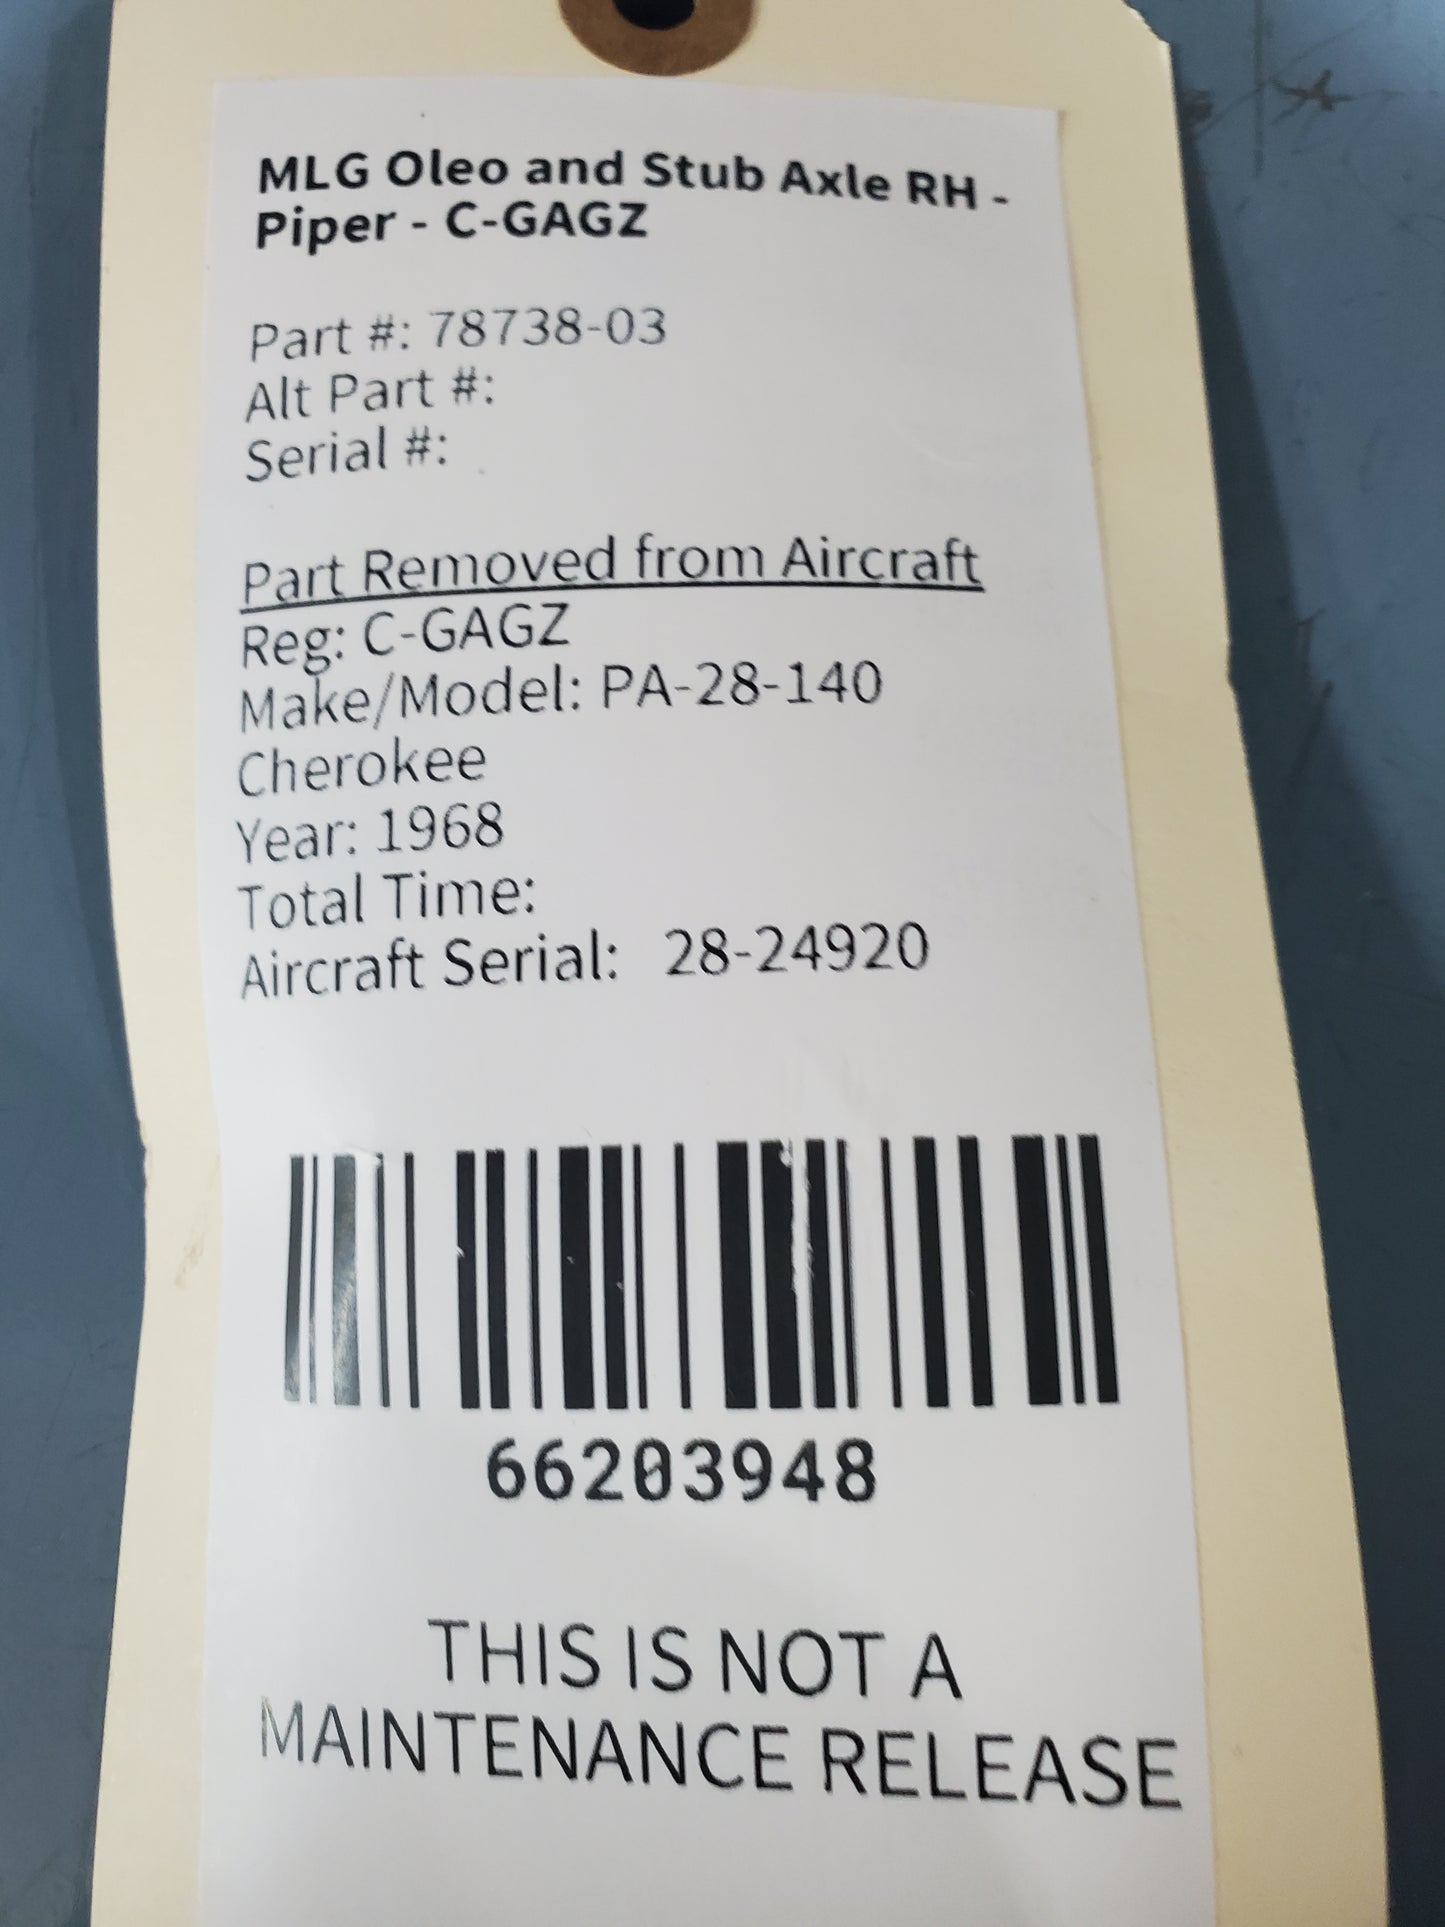 MLG Oleo and Stub Axle RH -
Piper - C-GAGZ
Part #: 78738-03
Alt Part #:
Serial #:
Part Removed from Aircraft
Reg: C-GAGZ
Make/Model: PA-28-140
Cherokee
Year: 1968
Total Time:
Aircraft Serial: 28-24920
66203948
THIS IS NOT A
MAINTENANCE RELEASE